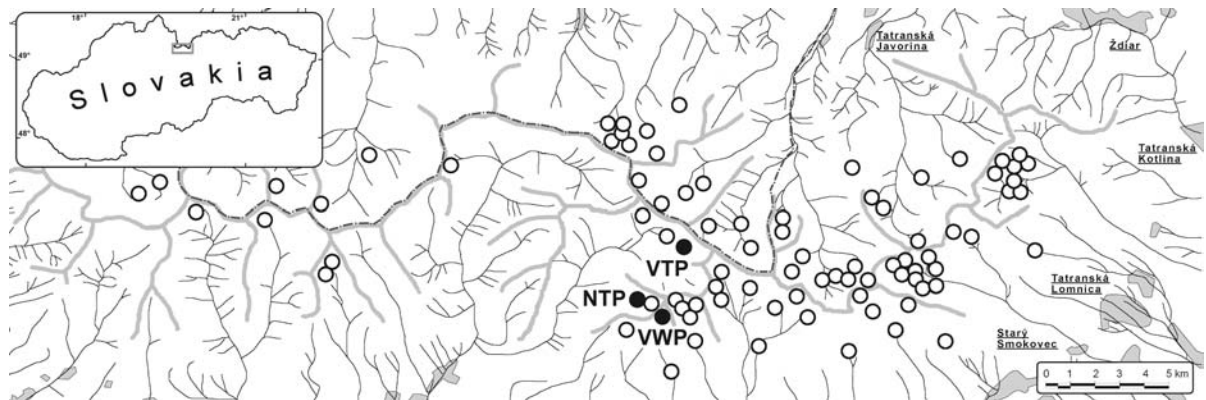 18°
21°
49°
Slovakia
48°
Tatranská
Javorina
Ždiar
Tatranská
Kotlina
VTP
NTP
VWP
Tatranská
Lomnica
Starý
Smokovec
0 1 2 3 4 5 km